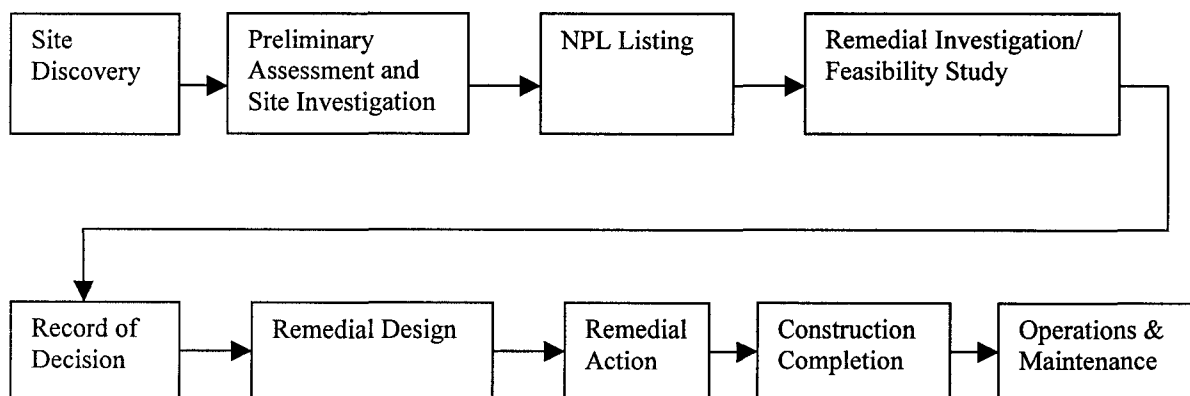 Site
Discovery
Preliminary
Assessment and
Site Investigation
NPL Listing
Remedial Investigation/
Feasibility Study
Record of
Decision
Remedial Design
Remedial
Action
Construction
Completion
Operations &
Maintenance